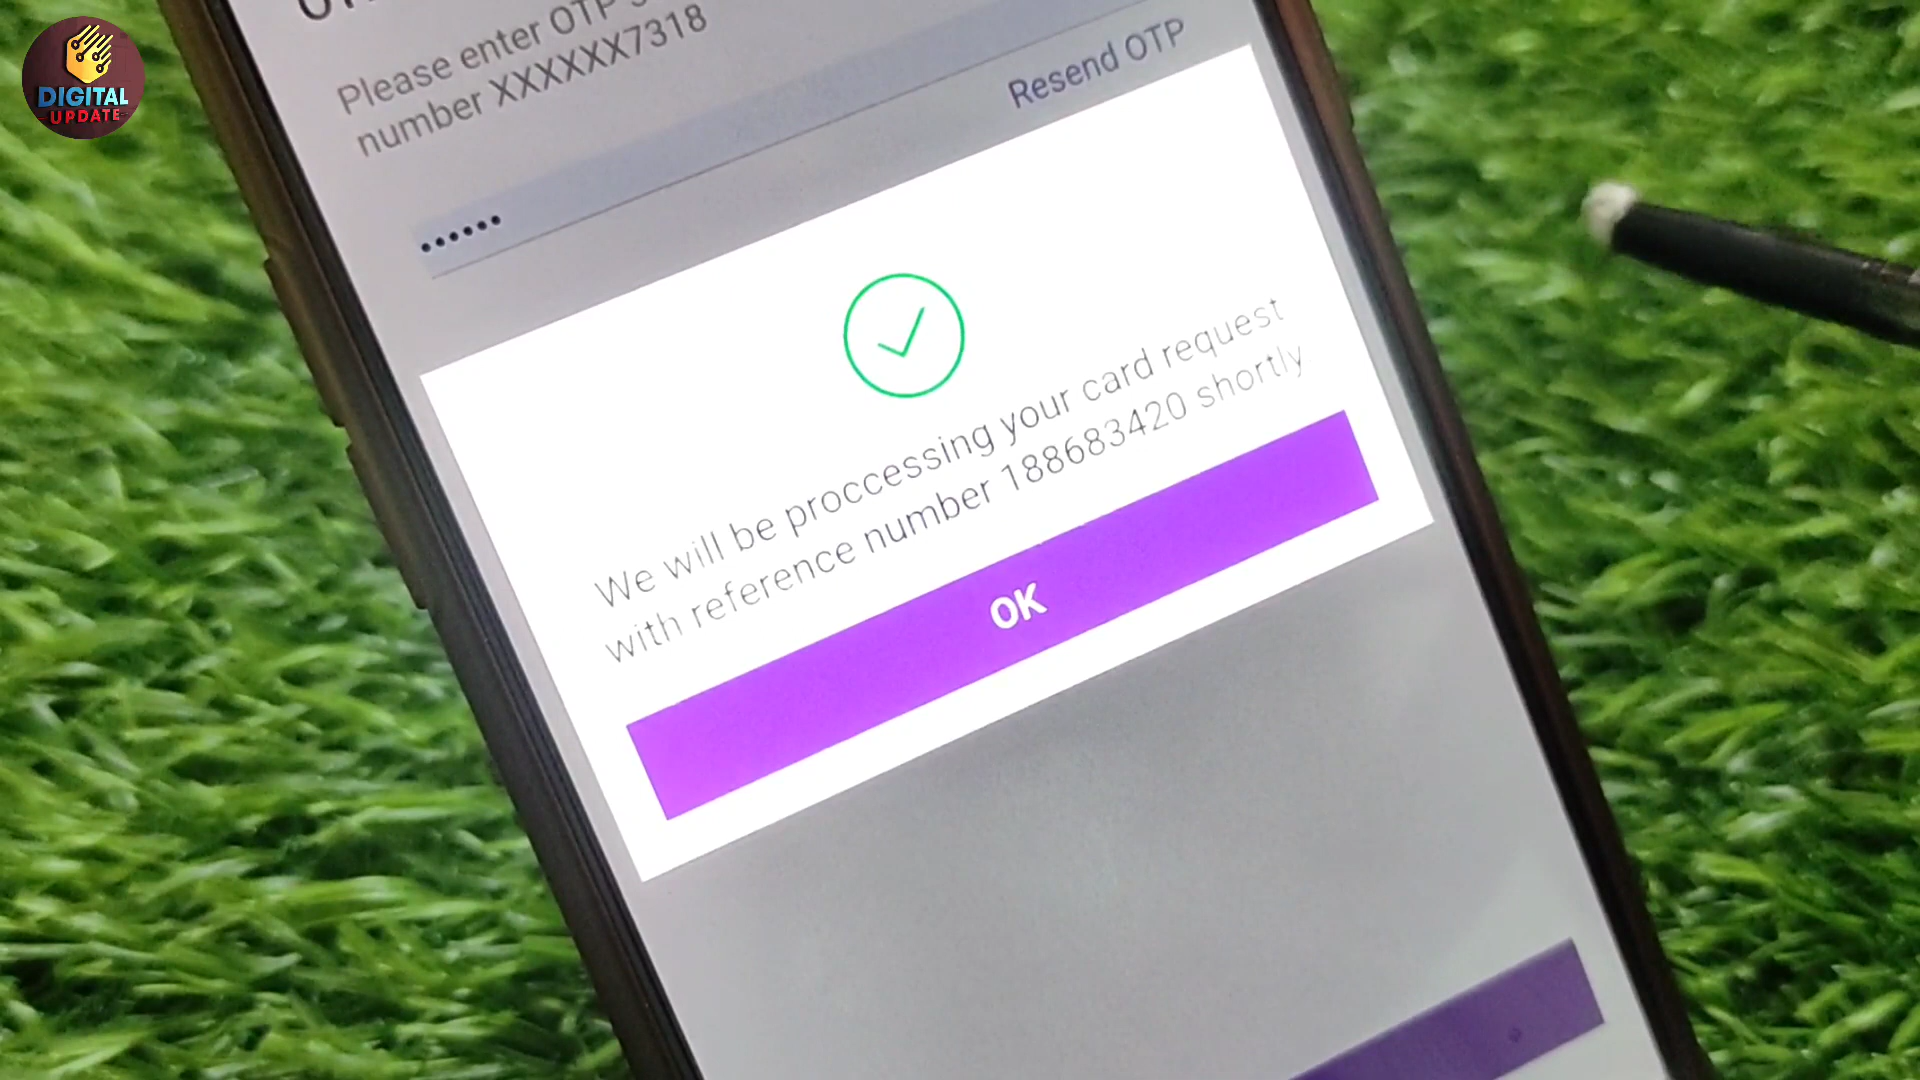 DIGITAL
UPDATE
Please enter OTP
number XXXXXX7318
Resend OTP
We will be proccessing your card request
with reference number 188683420 shortly
OK